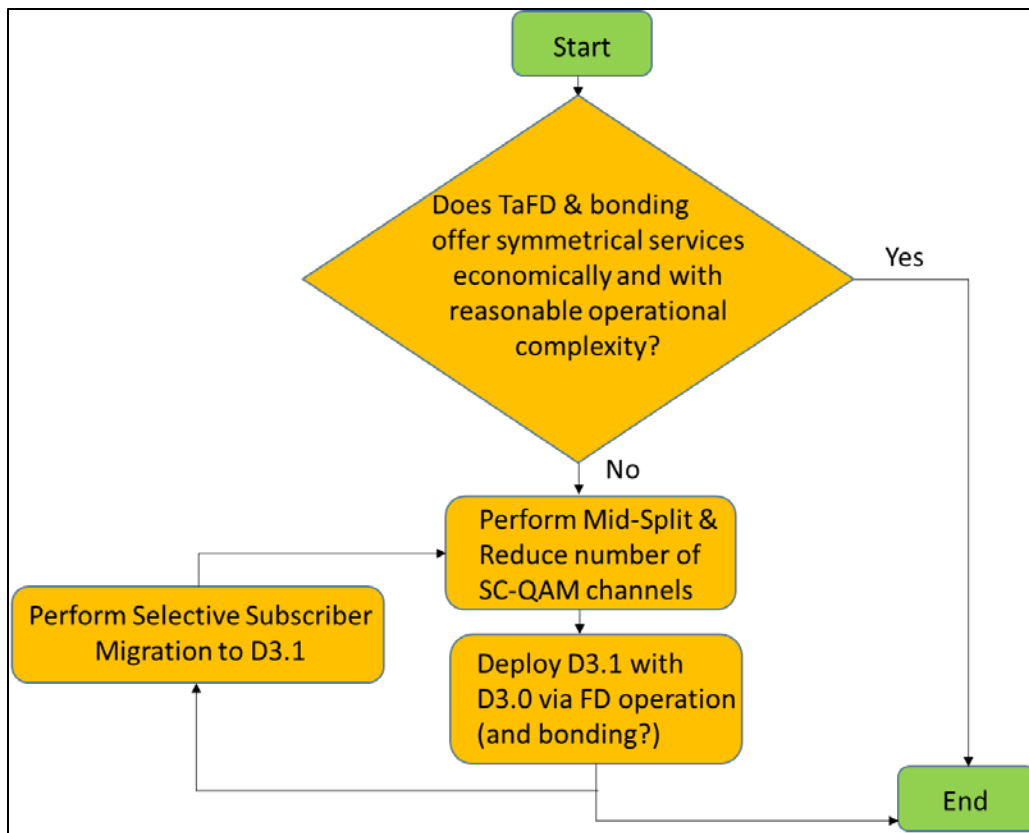 Start
Does TaFD & bonding
offer symmetrical services
economically and with
reasonable operational
complexity?
Yes
No
Perform Mid-Split &
Reduce number of
SC-QAM channels
Perform Selective Subscriber
Migration to D3.1
Deploy D3.1 with
D3.0 via FD operation
(and bonding?)
End